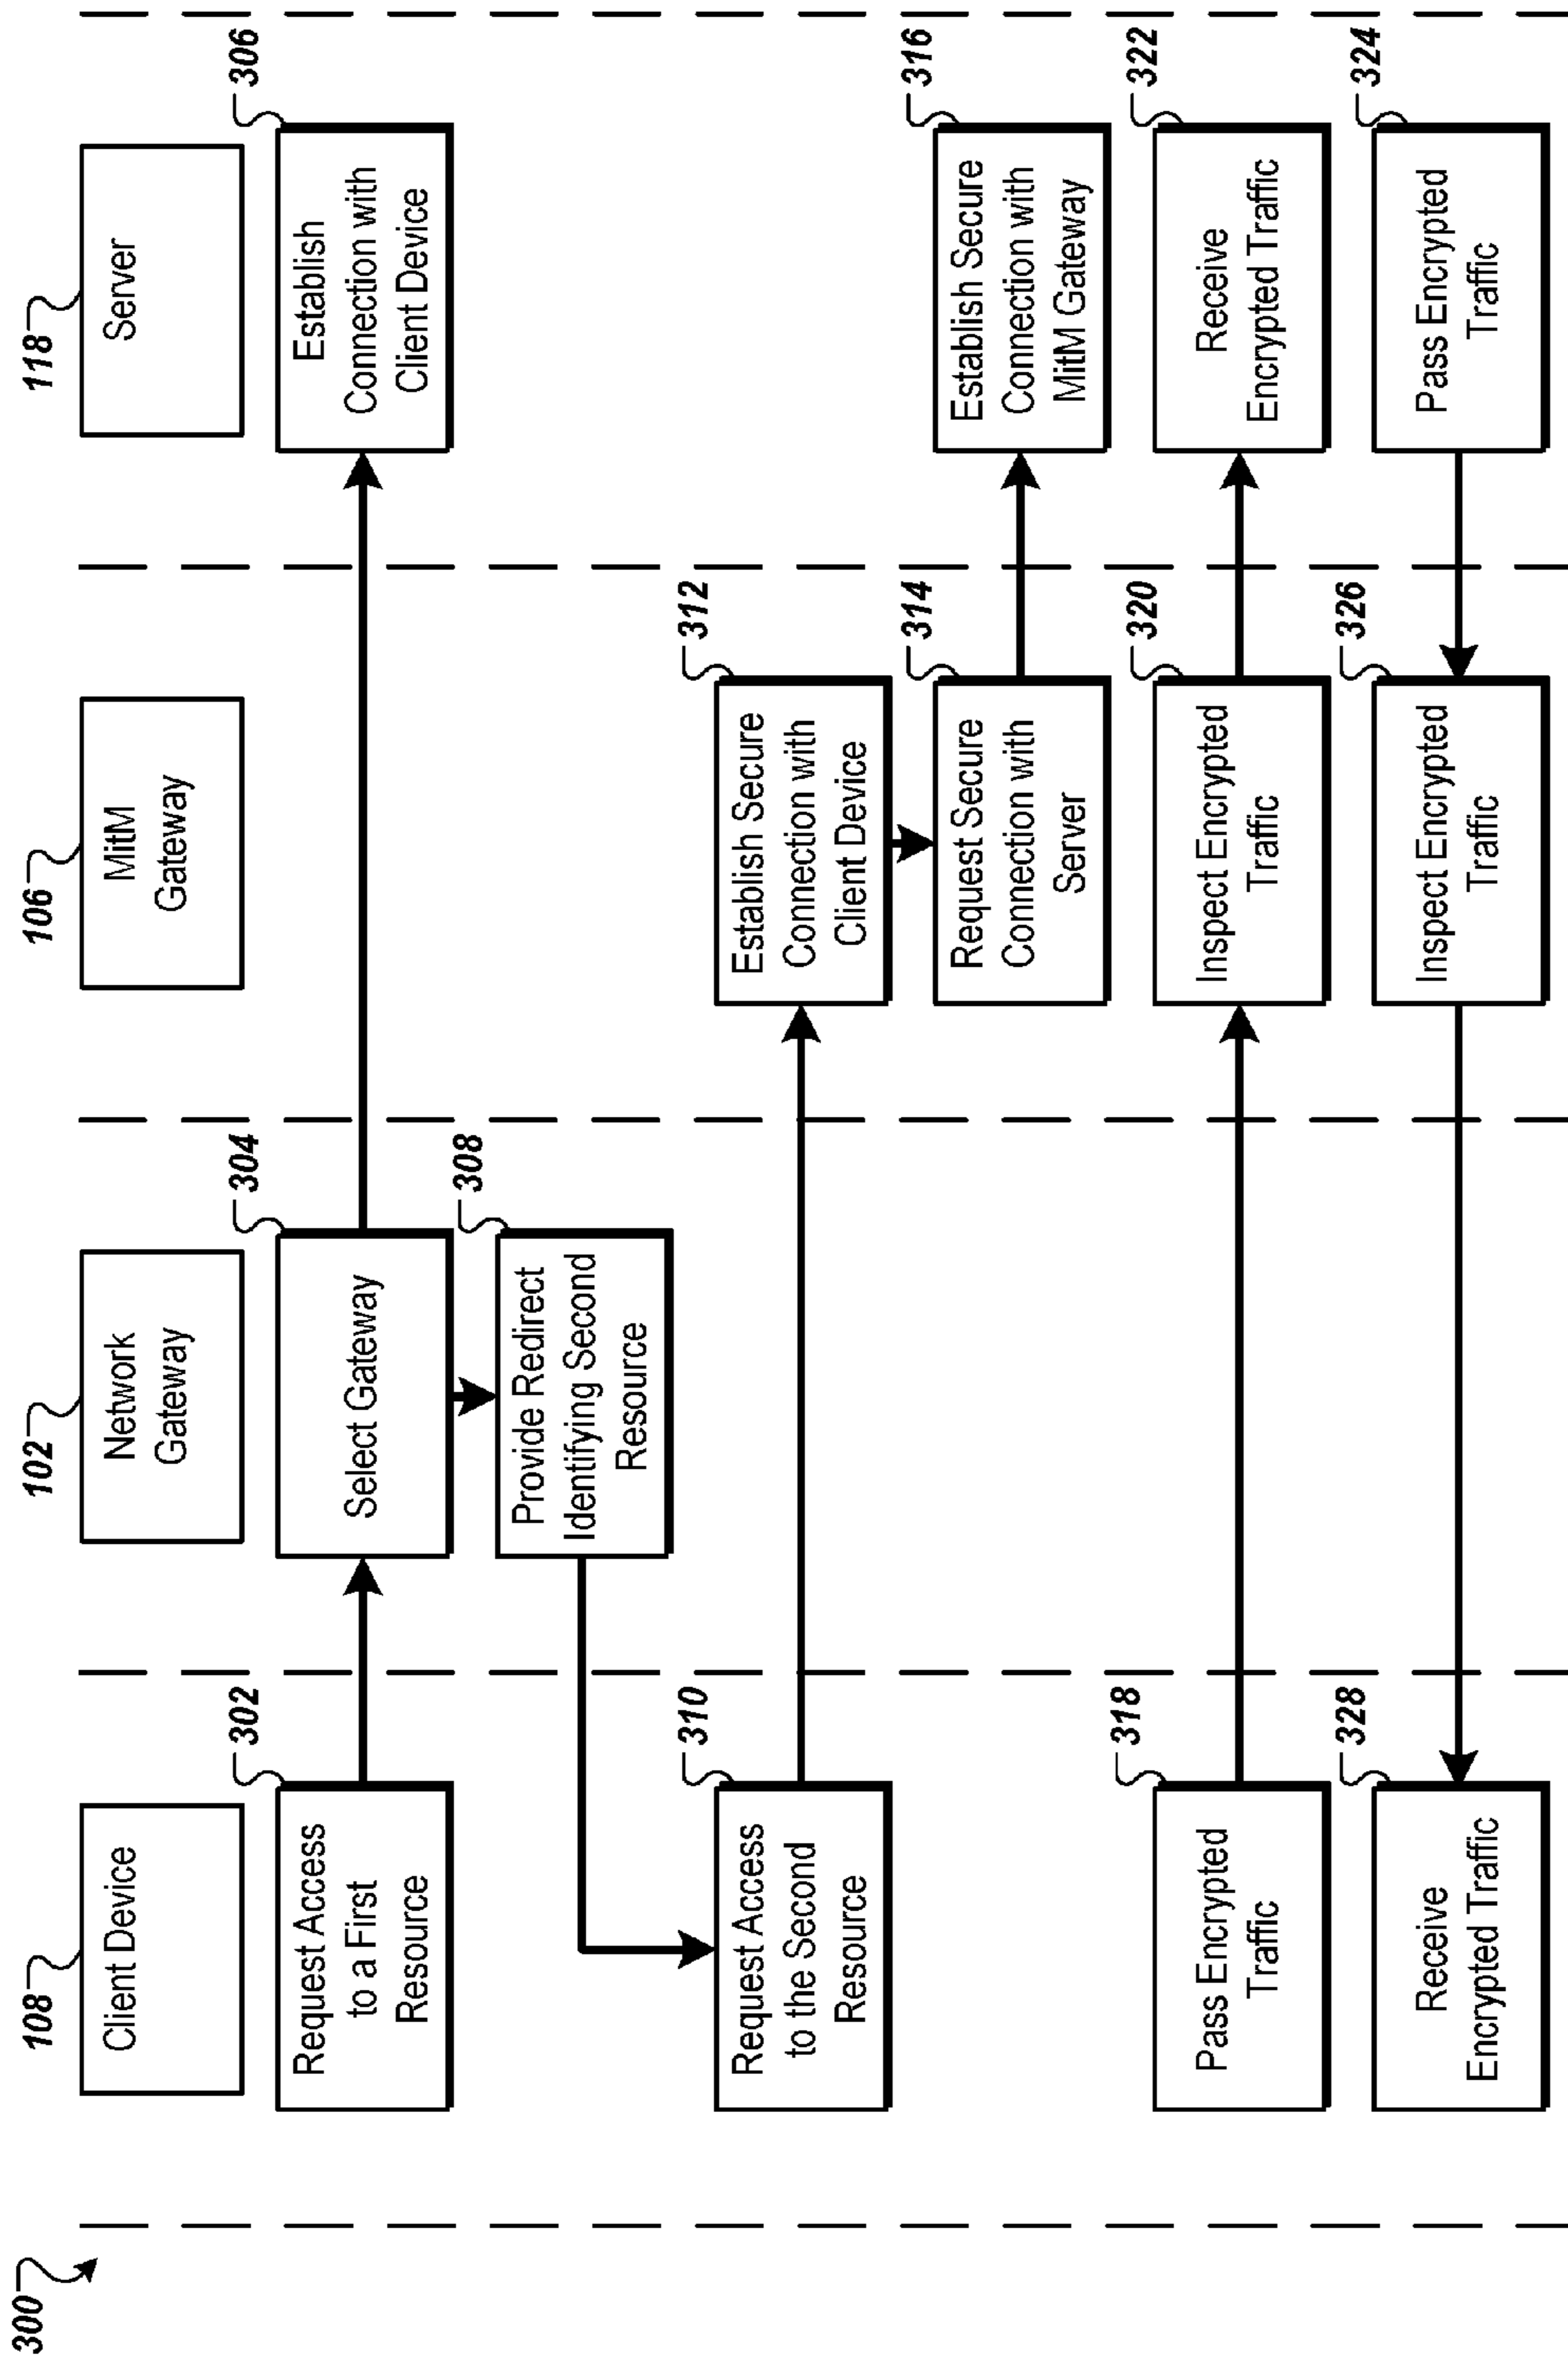 300
108
Client Device
102
Network
Gateway
106
MitM
Gateway
118
Server
302
Request Access
to a First
Resource
304
Select Gateway
306
Establish
Connection with
Client Device
308
Provide Redirect
Identifying Second
Resource
310
Request Access
to the Second
Resource
312
Establish Secure
Connection with
Client Device
314
Request Secure
Connection with
Server
316
Establish Secure
Connection with
MitM Gateway
318
Pass Encrypted
Traffic
320
Inspect Encrypted
Traffic
322
Receive
Encrypted Traffic
328
Receive
Encrypted Traffic
326
Inspect Encrypted
Traffic
324
Pass Encrypted
Traffic